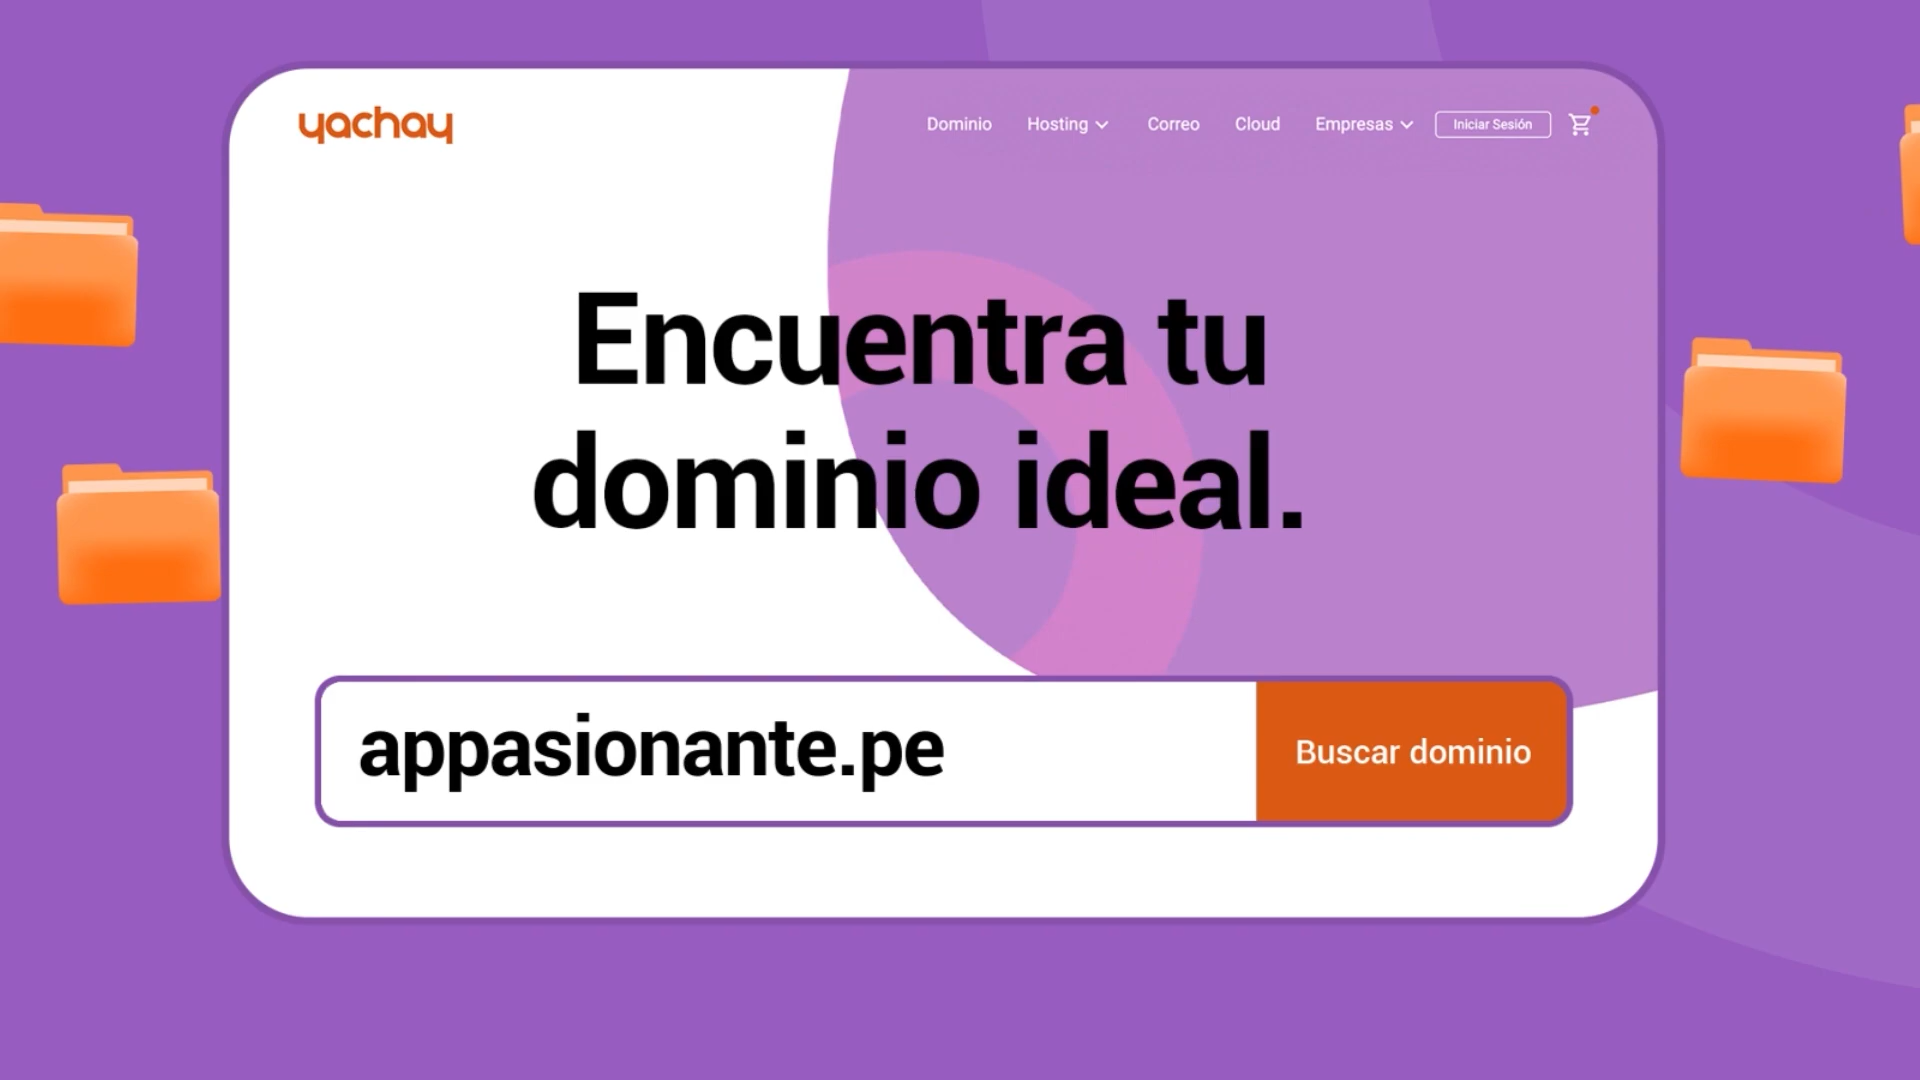 yachay
Dominio Hosting Correo Cloud Empresas Iniciar Sesión
Encuentra tu
dominio ideal.
appasionante.pe
Buscar dominio